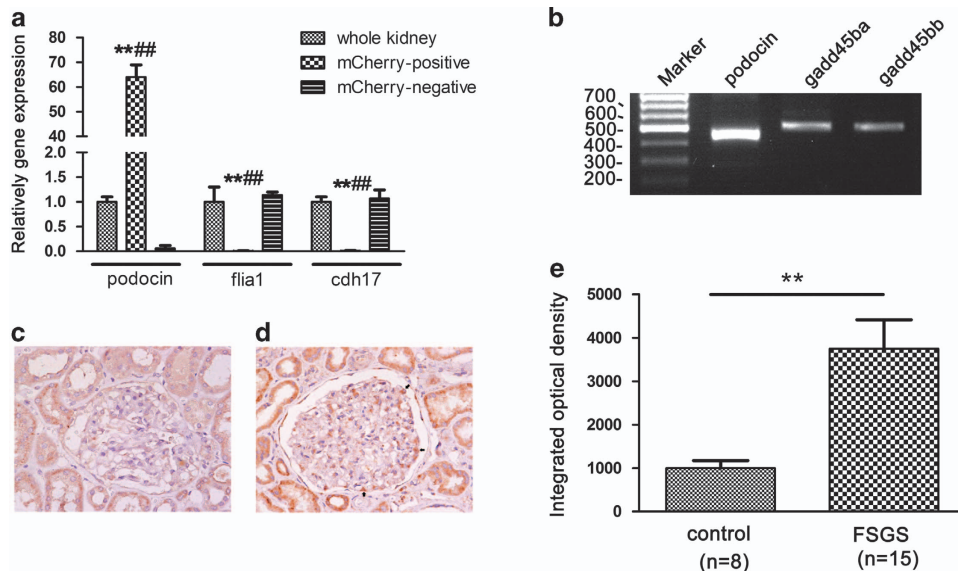 a
Relatively gene expression
80
70
60
50
40
2.0
1.5
1.0
0.5
0.0
**##
**##
**##
whole kidney
mCherry-positive
mCherry-negative
podocin
flia1
cdh17
b
Marker
podocin
gadd45ba
gadd45bb
700
600-
500-
400-
300-
200-
c
d
e
Integrated optical density
5000
4000
3000
2000
1000
0
**
control
FSGS
(n=8)
(n=15)